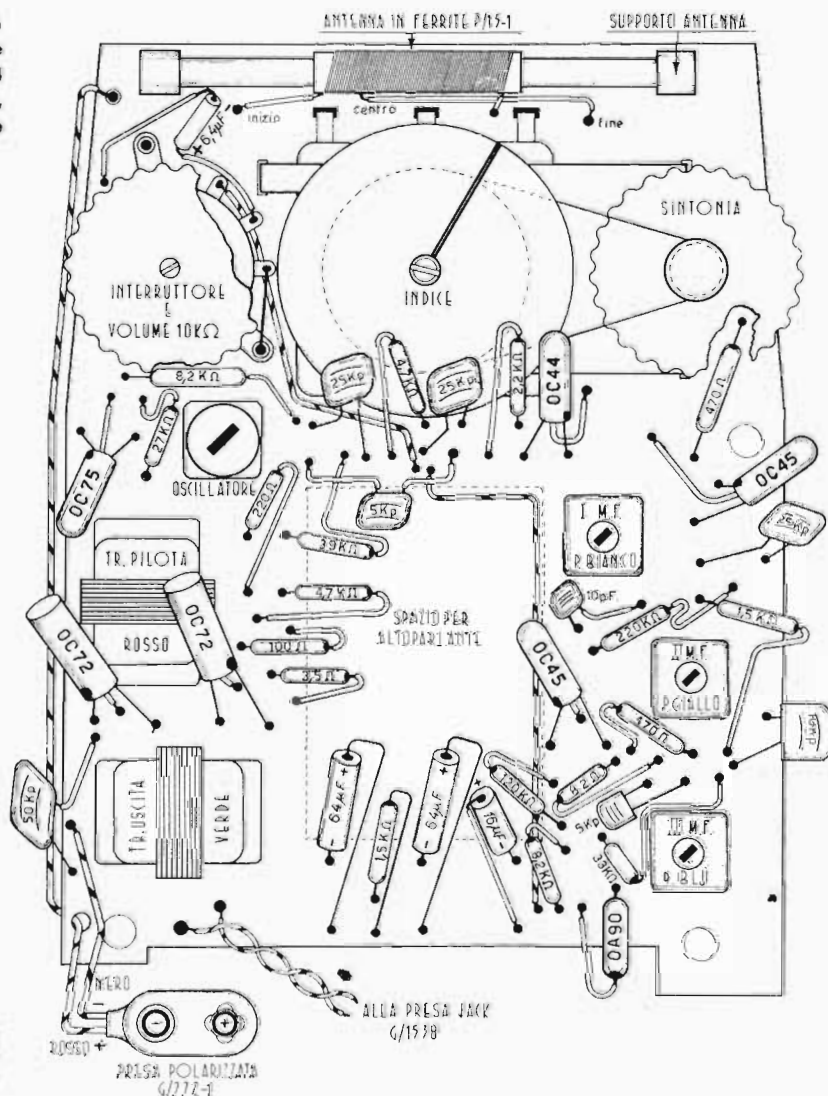 ANTENNA IN FERRITE P/15-1
SUPPORTO ANTENNA
inizio
centro
fine
+ 6,4µF
SINTONIA
INTERRUTTORE
E
VOLUME 10KΩ
INDICE
8,2KΩ
25Kp
4,7KΩ
25Kp
2,2KΩ
OC44
470Ω
27KΩ
OC75
OSCILLATORE
220Ω
5Kp
OC45
25Kp
I M.F.
P.BIANCO
39KΩ
TR.PILOTA
ROSSO
4,7KΩ
SPAZIO PER
ALTOPARLANTE
10pF.
220KΩ
1,5KΩ
OC72
OC72
100Ω
3,5Ω
OC45
II M.F.
P.GIALLO
470Ω
50Kp
TR.USCITA
VERDE
- 64µF +
1,5KΩ
- 64µF +
+ 16µF -
120KΩ
8,2KΩ
5Kp
33KΩ
III M.F.
P.BLU
OA90
NERO
-
ROSSO +
- +
ALLA PRESA JACK
G/1538
PRESA POLARIZZATA
G/222-1